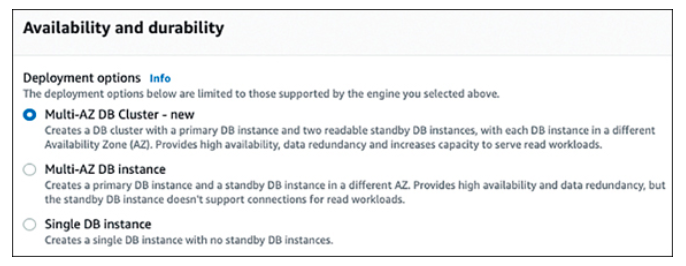 Availability and durability
Deployment options Info
The deployment options below are limited to those supported by the engine you selected above.
Multi-AZ DB Cluster - new
Creates a DB cluster with a primary DB instance and two readable standby DB instances, with each DB instance in a different
Availability Zone (AZ). Provides high availability, data redundancy and increases capacity to serve read workloads.
Multi-AZ DB instance
Creates a primary DB instance and a standby DB instance in a different AZ. Provides high availability and data redundancy, but
the standby DB instance doesn't support connections for read workloads.
Single DB instance
Creates a single DB instance with no standby DB instances.